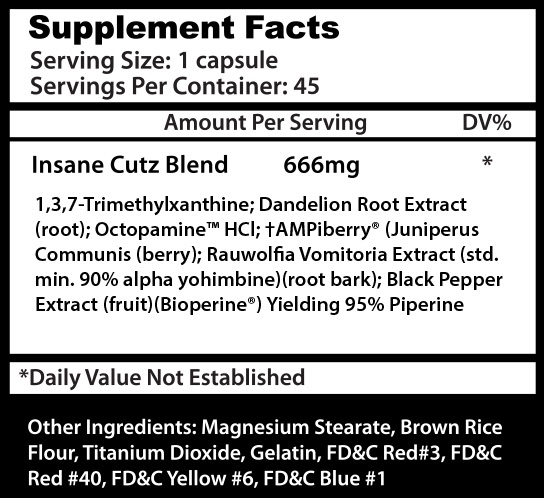 Supplement Facts
Serving Size: 1 capsule
Servings Per Container: 45
Amount Per Serving DV%
Insane Cutz Blend 666mg *
1,3,7-Trimethylxanthine; Dandelion Root Extract
(root); Octopamine™ HCl; †AMPiberry® (Juniperus
Communis (berry); Rauwolfia Vomitoria Extract (std.
min. 90% alpha yohimbine)(root bark); Black Pepper
Extract (fruit)(Bioperine®) Yielding 95% Piperine
*Daily Value Not Established
Other Ingredients: Magnesium Stearate, Brown Rice
Flour, Titanium Dioxide, Gelatin, FD&C Red#3, FD&C
Red #40, FD&C Yellow #6, FD&C Blue #1